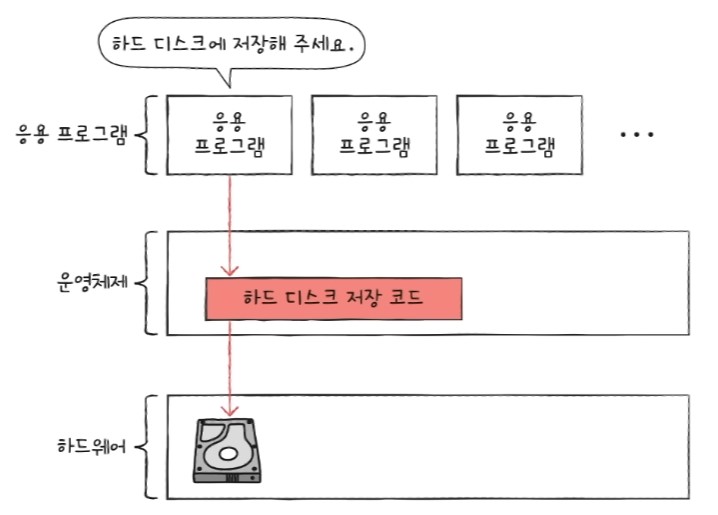 하드 디스크에 저장해 주세요.
응용 프로그램
응용
프로그램
응용
프로그램
응용
프로그램
...
운영체제
하드 디스크 저장 코드
하드웨어